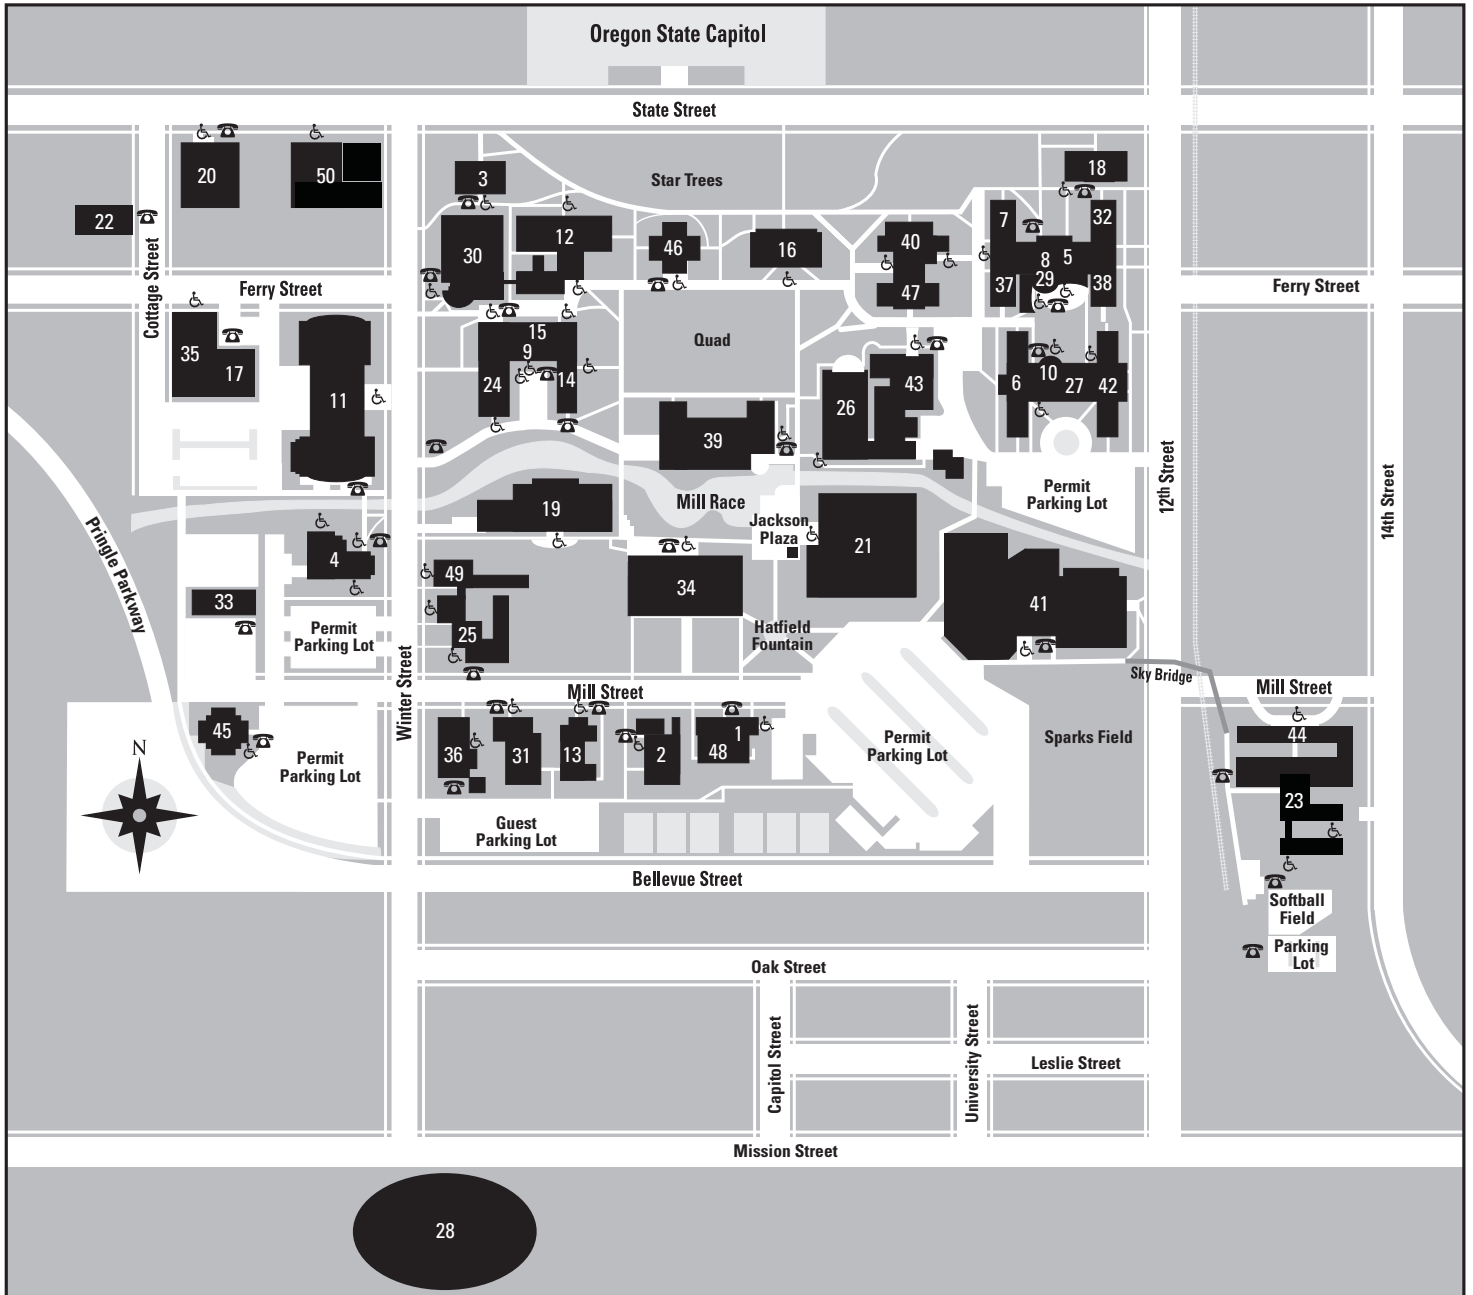 Oregon State Capitol
State Street
20
50
3
Star Trees
18
22
7
32
12
46
16
40
30
8
5
37
29
38
47
Cottage Street
Ferry Street
Ferry Street
35
17
11
15
9
24
14
Quad
43
26
6
10
27
42
39
12th Street
14th Street
Permit
Parking Lot
Mill Race
19
Jackson
Plaza
21
Pringle Parkway
4
49
34
41
33
Permit
Parking Lot
25
Hatfield
Fountain
Winter Street
Sky Bridge
Mill Street
Mill Street
45
N
Permit
Parking Lot
36
31
13
2
1
48
Permit
Parking Lot
Sparks Field
44
23
Guest
Parking Lot
Bellevue Street
Softball
Field
Parking
Lot
Oak Street
Capitol Street
University Street
Leslie Street
Mission Street
28